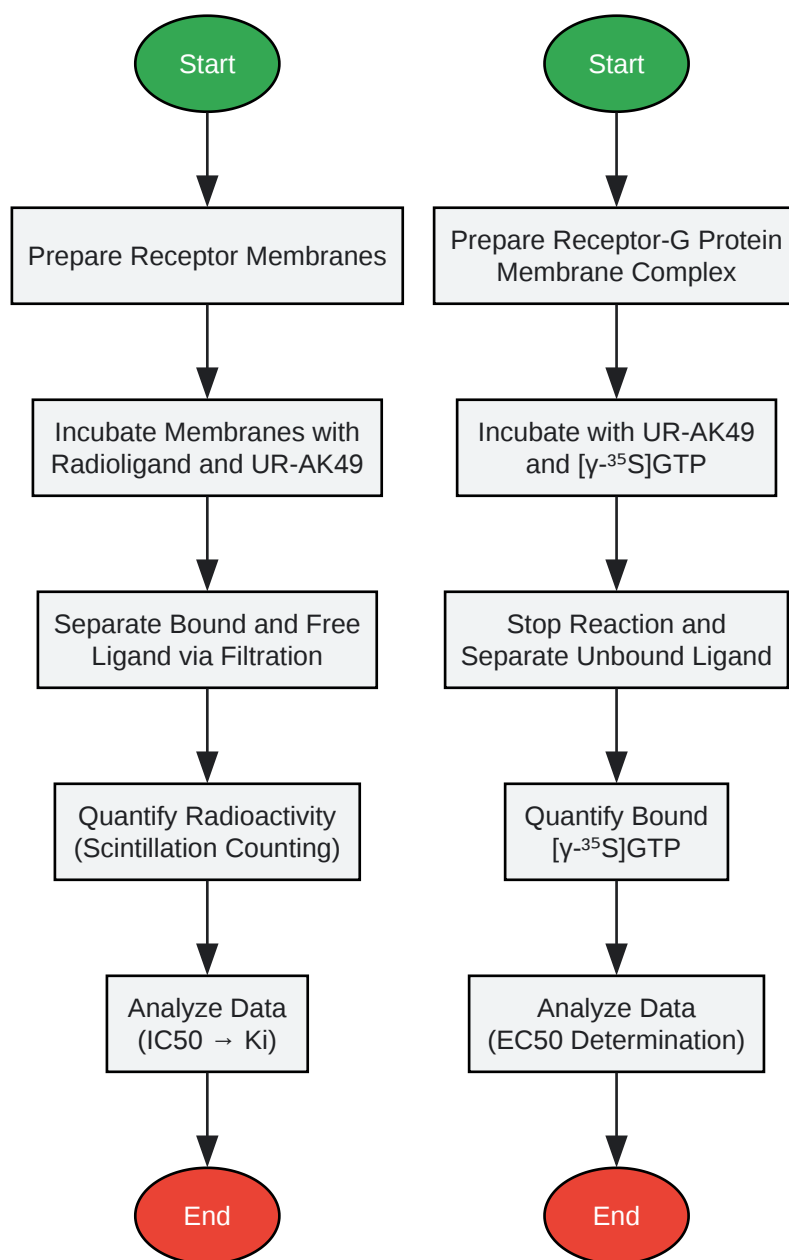 Start
Prepare Receptor Membranes
Incubate Membranes with
Radioligand and UR-AK49
Separate Bound and Free
Ligand via Filtration
Quantify Radioactivity
(Scintillation Counting)
Analyze Data
(IC50 → Ki)
End
Start
Prepare Receptor-G Protein
Membrane Complex
Incubate with UR-AK49
and [γ-³⁵S]GTP
Stop Reaction and
Separate Unbound Ligand
Quantify Bound
[γ-³⁵S]GTP
Analyze Data
(EC50 Determination)
End